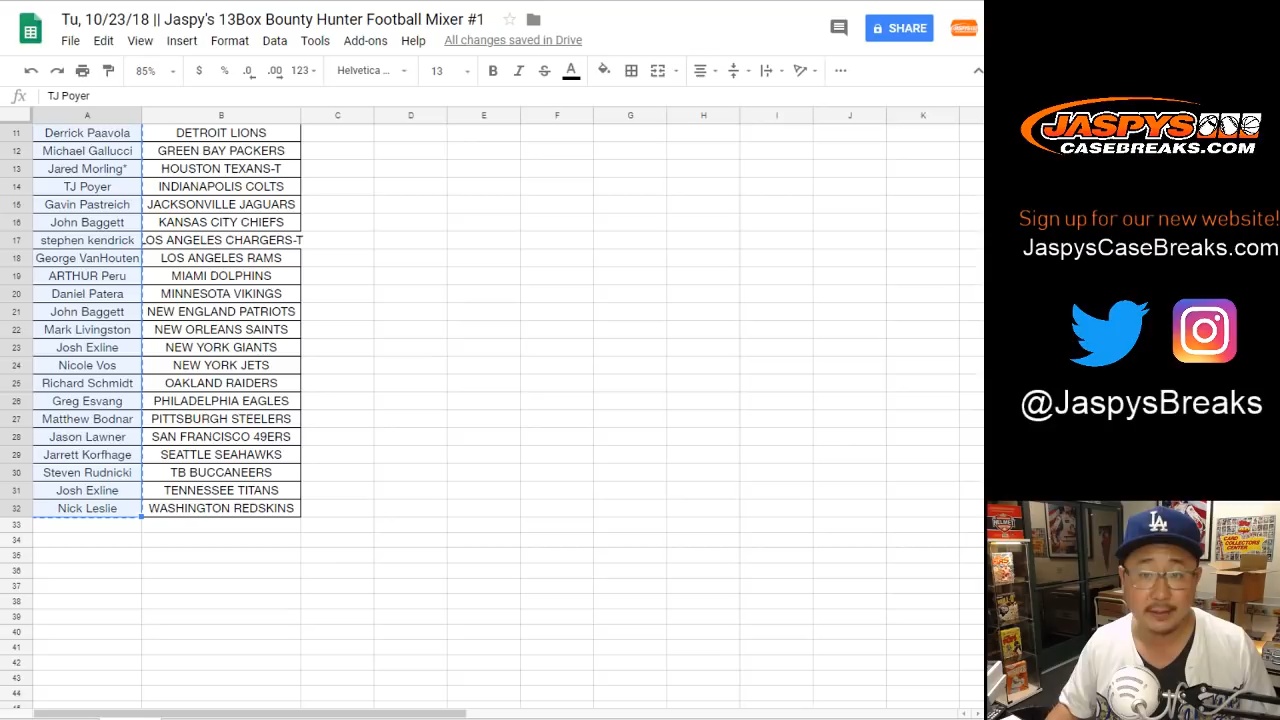 Tu, 10/23/18 || Jaspy's 13Box Bounty Hunter Football Mixer #1
File Edit View Insert Format Data Tools Add-ons Help All changes saved in Drive
SHARE
85% $ % .0 .00 123 Helvetica ... 13 B I S A
fx TJ Poyer
A B C D E F G H I J K
11 Derrick Paavola DETROIT LIONS
12 Michael Gallucci GREEN BAY PACKERS
13 Jared Morling* HOUSTON TEXANS-T
14 TJ Poyer INDIANAPOLIS COLTS
15 Gavin Pastreich JACKSONVILLE JAGUARS
16 John Baggett KANSAS CITY CHIEFS
17 stephen kendrick LOS ANGELES CHARGERS-T
18 George VanHouten LOS ANGELES RAMS
19 ARTHUR Peru MIAMI DOLPHINS
20 Daniel Patera MINNESOTA VIKINGS
21 John Baggett NEW ENGLAND PATRIOTS
22 Mark Livingston NEW ORLEANS SAINTS
23 Josh Exline NEW YORK GIANTS
24 Nicole Vos NEW YORK JETS
25 Richard Schmidt OAKLAND RAIDERS
26 Greg Esvang PHILADELPHIA EAGLES
27 Matthew Bodnar PITTSBURGH STEELERS
28 Jason Lawner SAN FRANCISCO 49ERS
29 Jarrett Korfhage SEATTLE SEAHAWKS
30 Steven Rudnicki TB BUCCANEERS
31 Josh Exline TENNESSEE TITANS
32 Nick Leslie WASHINGTON REDSKINS
33
34
35
36
37
38
39
40
41
42
43
44
JASPYS
CASEBREAKS.COM
Sign up for our new website!
JaspysCaseBreaks.com
@JaspysBreaks
HELMET
LA
CARD
COLLECTORS
CENTER